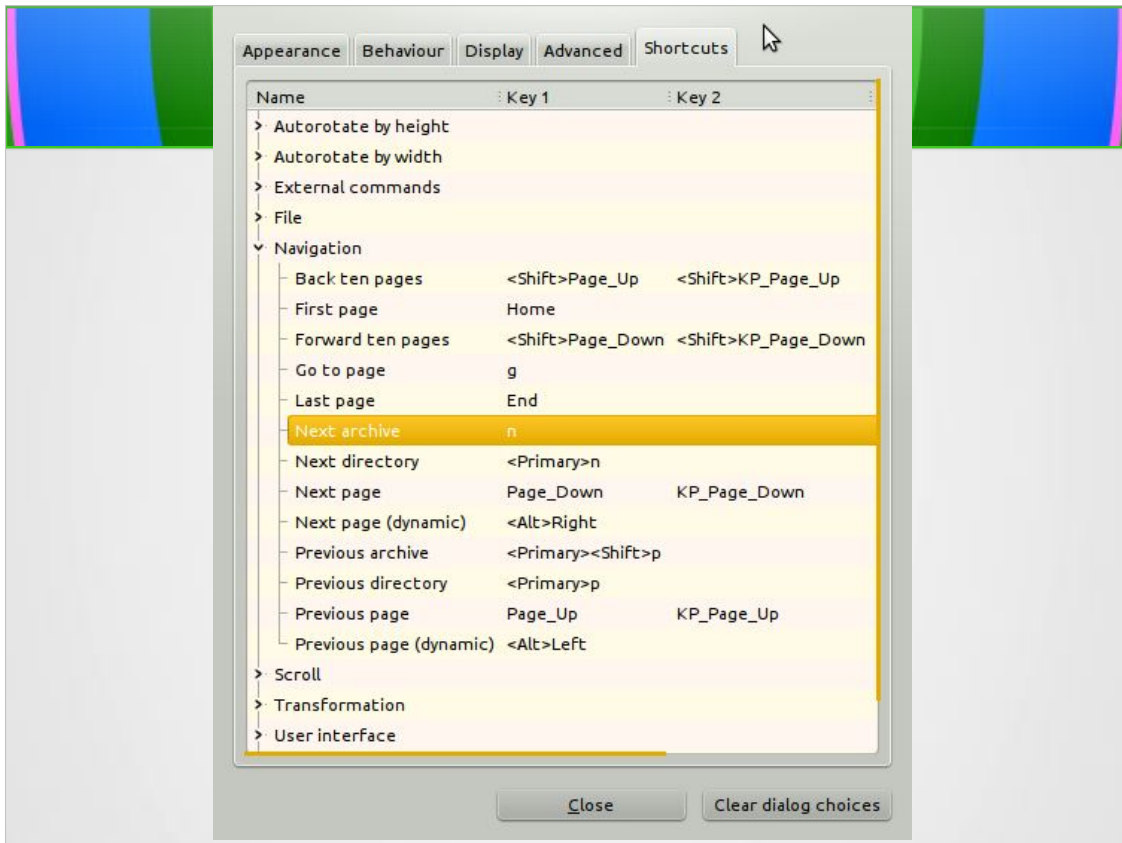 Appearance Behaviour Display Advanced Shortcuts
Name Key 1 Key 2
Autorotate by height
Autorotate by width
External commands
File
Navigation
Back ten pages <Shift>Page_Up <Shift>KP_Page_Up
First page Home
Forward ten pages <Shift>Page_Down <Shift>KP_Page_Down
Go to page g
Last page End
Next archive n
Next directory <Primary>n
Next page Page_Down KP_Page_Down
Next page (dynamic) <Alt>Right
Previous archive <Primary><Shift>p
Previous directory <Primary>p
Previous page Page_Up KP_Page_Up
Previous page (dynamic) <Alt>Left
Scroll
Transformation
User interface
Close Clear dialog choices